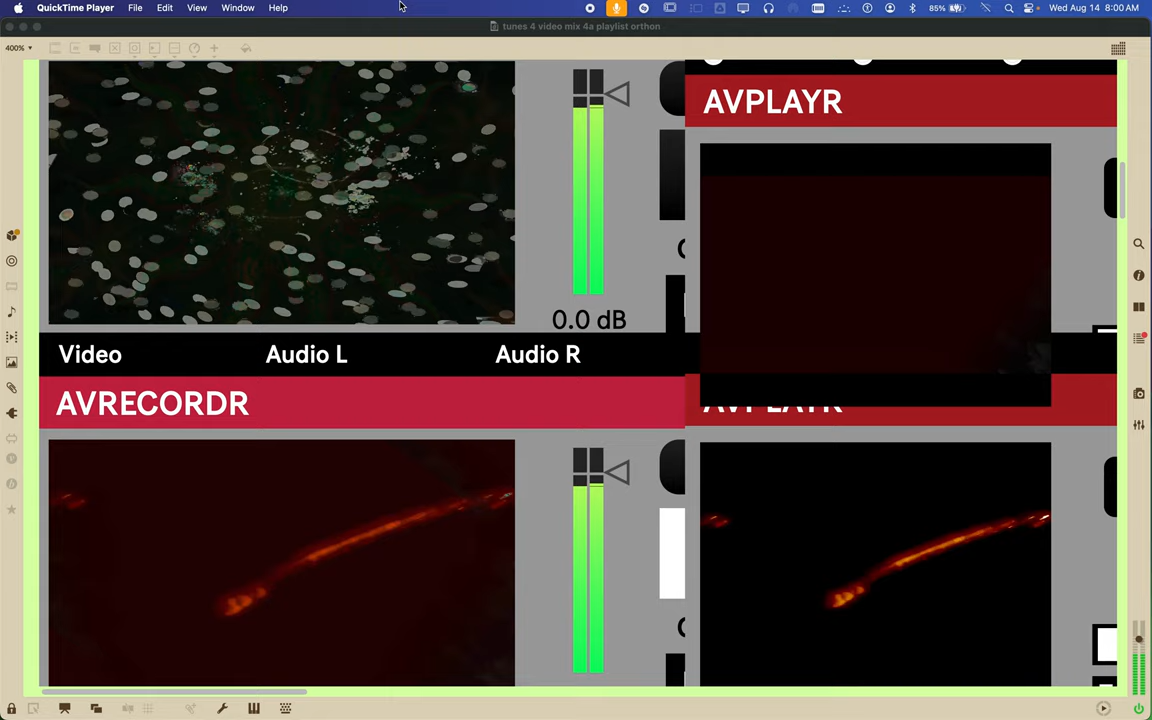 QuickTime Player File Edit View Window Help 85% Wed Aug 14 8:00 AM
tunes 4 video mix 4a playlist orthon
400%
AVPLAYR
0.0 dB
Video Audio L Audio R
AVRECORDR
AVPLAYR